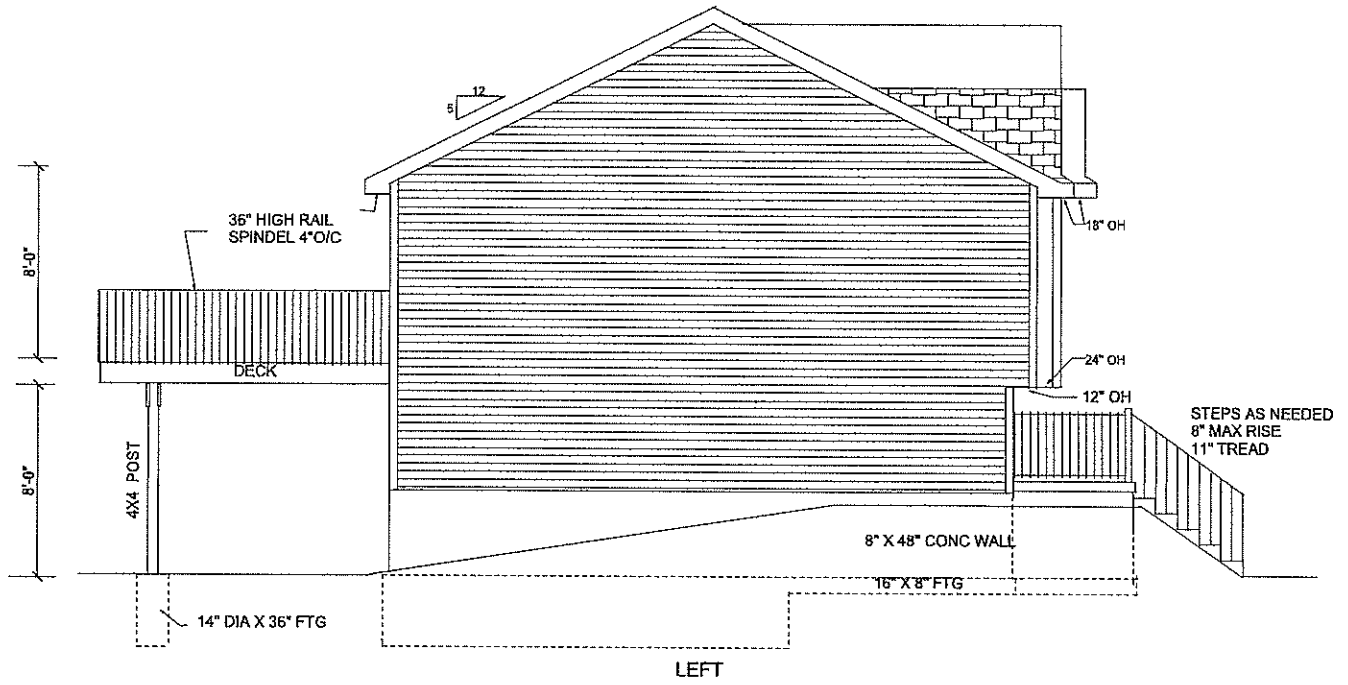 12
6
36" HIGH RAIL
SPINDEL 4"O/C
18" OH
8'-0"
DECK
24" OH
12" OH
STEPS AS NEEDED
8" MAX RISE
11" TREAD
8'-0"
4X4 POST
8" X 48" CONC WALL
16" X 8" FTG
14" DIA X 36" FTG
LEFT